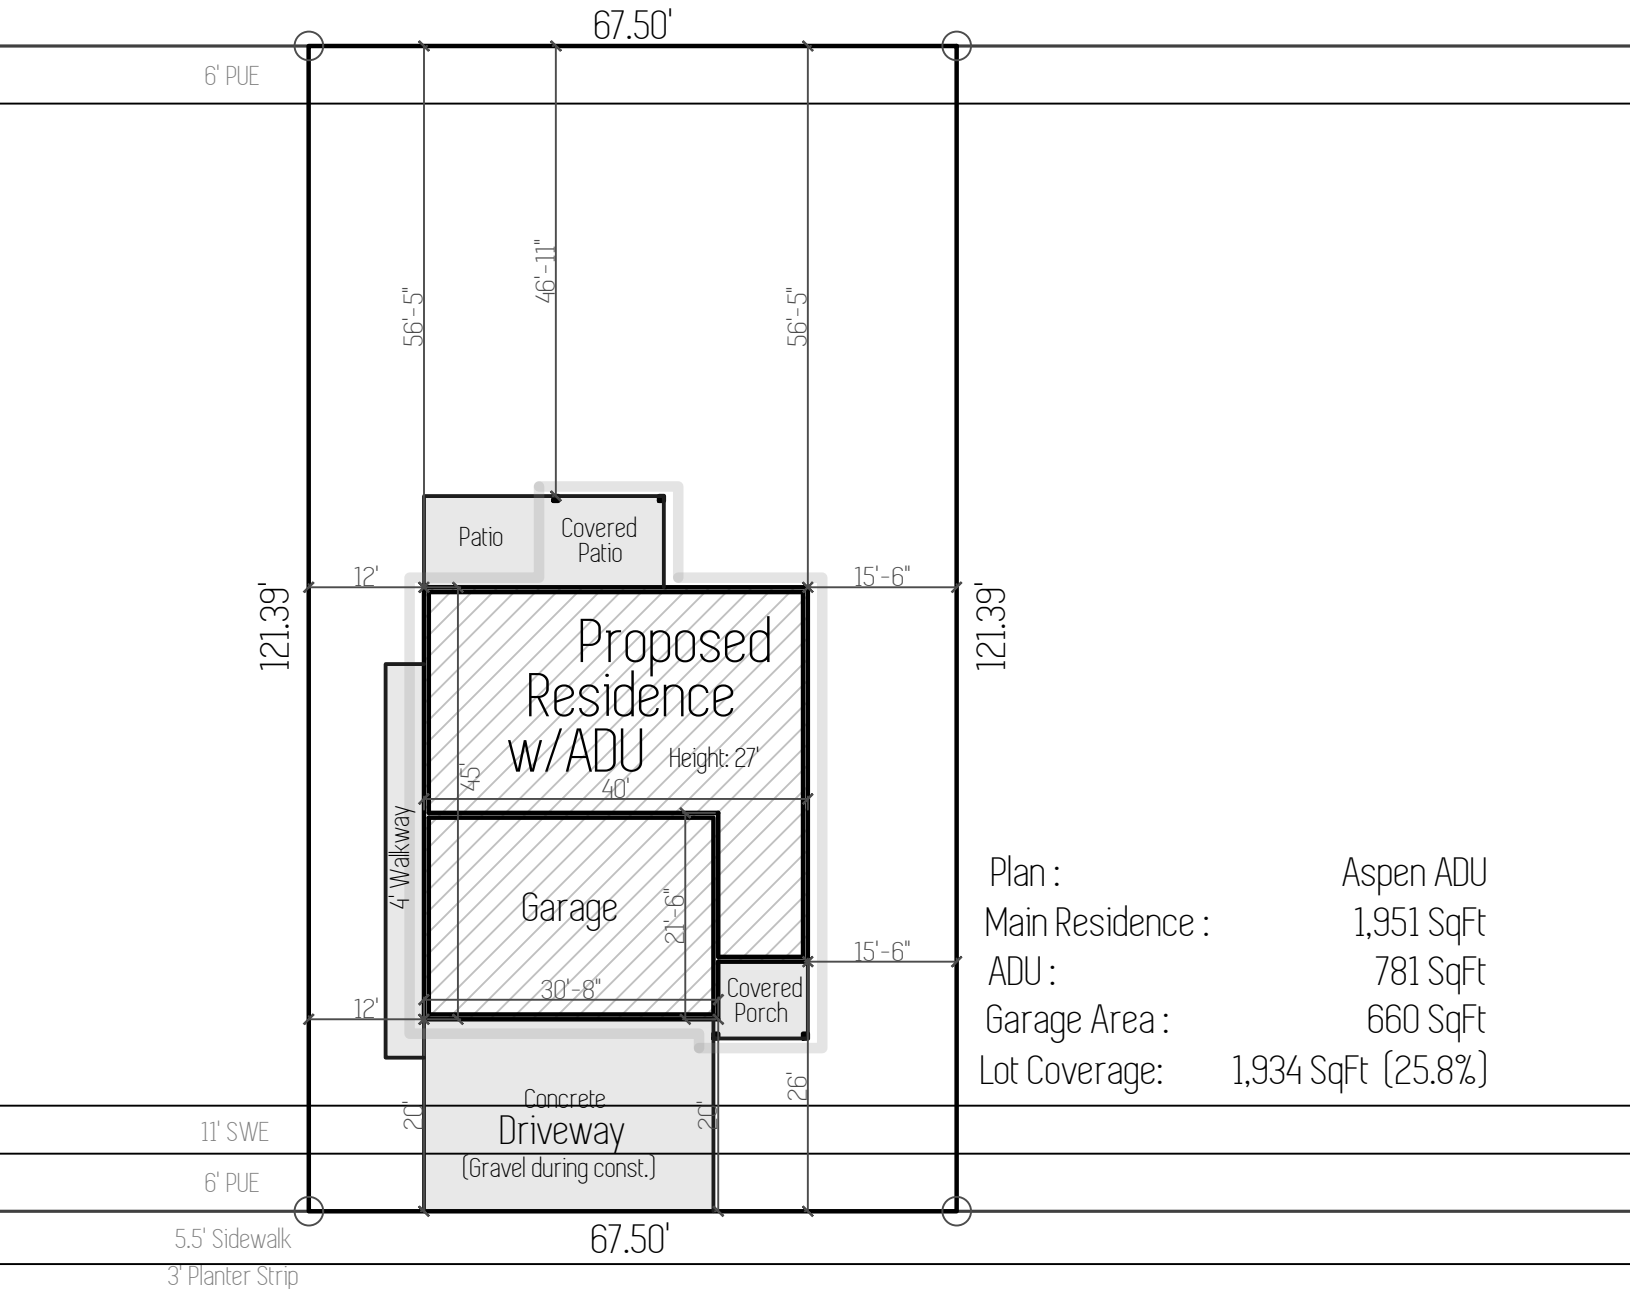 67.50'
6' PUE
46'-11"
56'-5"
56'-5"
Patio
Covered
Patio
12'
15'-6"
121.39'
121.39'
Proposed
Residence
w/ADU
Height: 27'
45'
40'
4' Walkway
Garage
21'-6"
30'-8"
15'-6"
Covered
Porch
12'
Plan : Aspen ADU
Main Residence : 1,951 SqFt
ADU : 781 SqFt
Garage Area : 660 SqFt
Lot Coverage: 1,934 SqFt (25.8%)
20'
20'
26'
Concrete
Driveway
(Gravel during const.)
11' SWE
6' PUE
5.5' Sidewalk
67.50'
3' Planter Strip